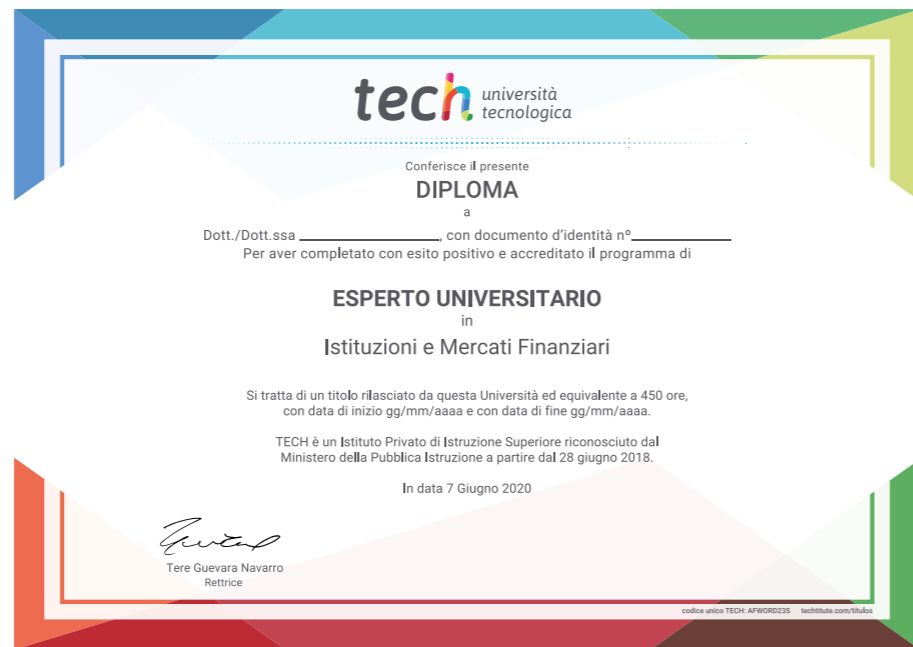 tech università
tecnologica
Conferisce il presente
DIPLOMA
a
Dott./Dott.ssa ________________, con documento d'identità nº____________
Per aver completato con esito positivo e accreditato il programma di
ESPERTO UNIVERSITARIO
in
Istituzioni e Mercati Finanziari
Si tratta di un titolo rilasciato da questa Università ed equivalente a 450 ore,
con data di inizio gg/mm/aaaa e con data di fine gg/mm/aaaa.
TECH è un Istituto Privato di Istruzione Superiore riconosciuto dal
Ministero della Pubblica Istruzione a partire dal 28 giugno 2018.
In data 7 Giugno 2020
Tere Guevara Navarro
Rettrice
codice unico TECH: AFWORD23S techtitute.com/títulos